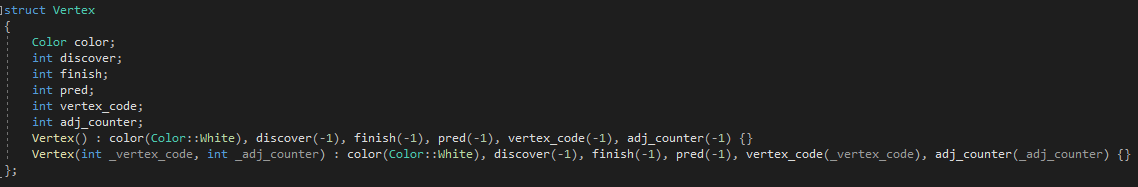 struct Vertex
{
    Color color;
    int discover;
    int finish;
    int pred;
    int vertex_code;
    int adj_counter;
    Vertex() : color(Color::White), discover(-1), finish(-1), pred(-1), vertex_code(-1), adj_counter(-1) {}
    Vertex(int _vertex_code, int _adj_counter) : color(Color::White), discover(-1), finish(-1), pred(-1), vertex_code(_vertex_code), adj_counter(_adj_counter) {}
};